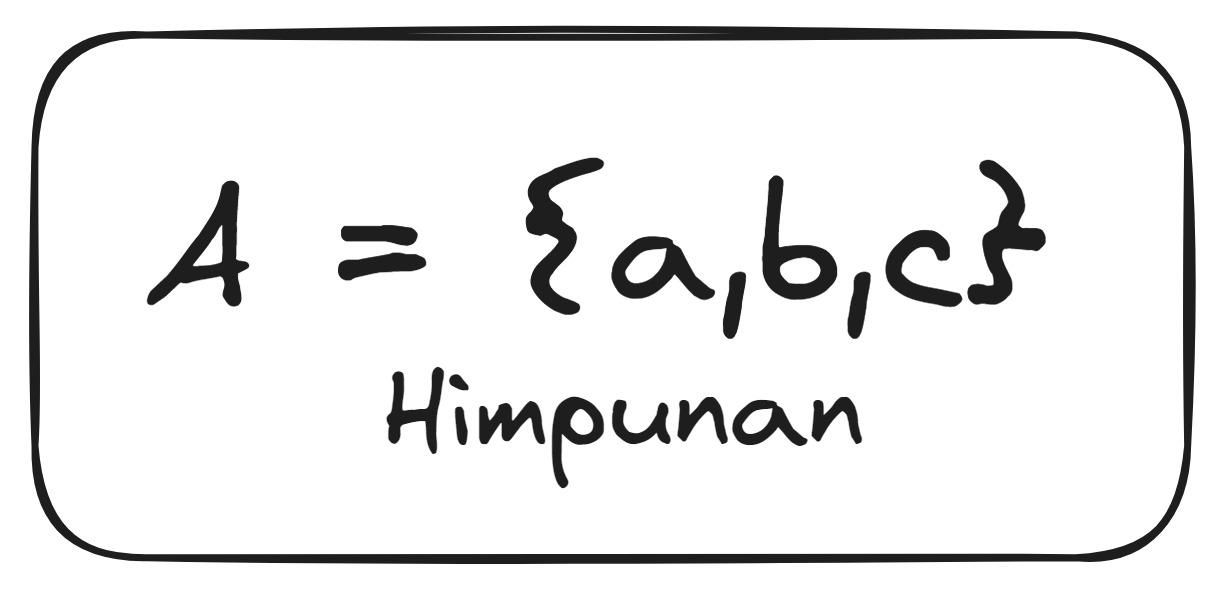 A = {a,b,c}
Himpunan